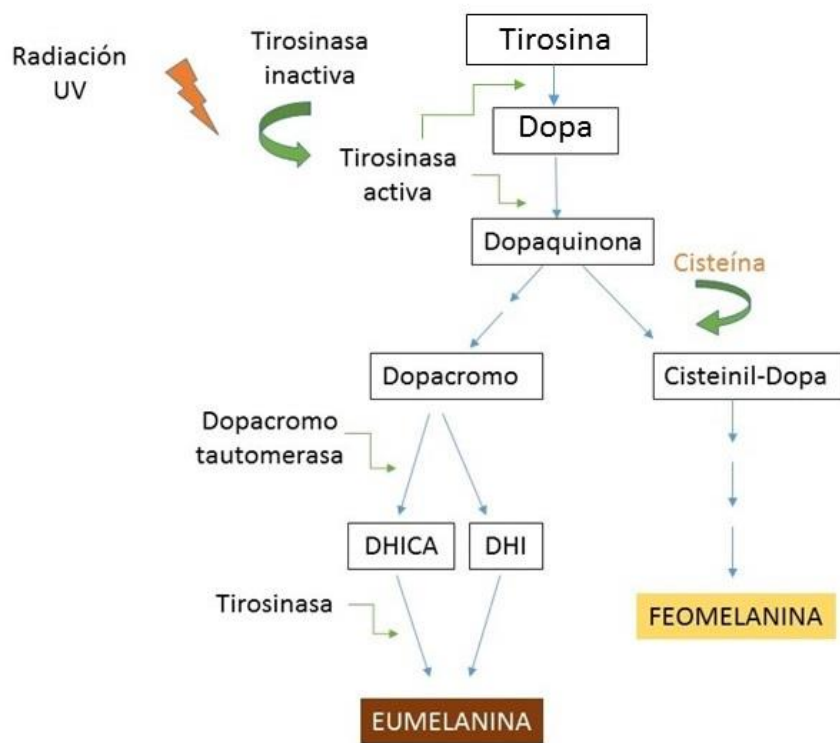 Radiación
UV
Tirosinasa
inactiva
Tirosina
Tirosinasa
activa
Dopa
Dopaquinona
Cisteína
Dopacromo
Cisteinil-Dopa
Dopacromo
tautomerasa
DHICA
DHI
Tirosinasa
FEOMELANINA
EUMELANINA